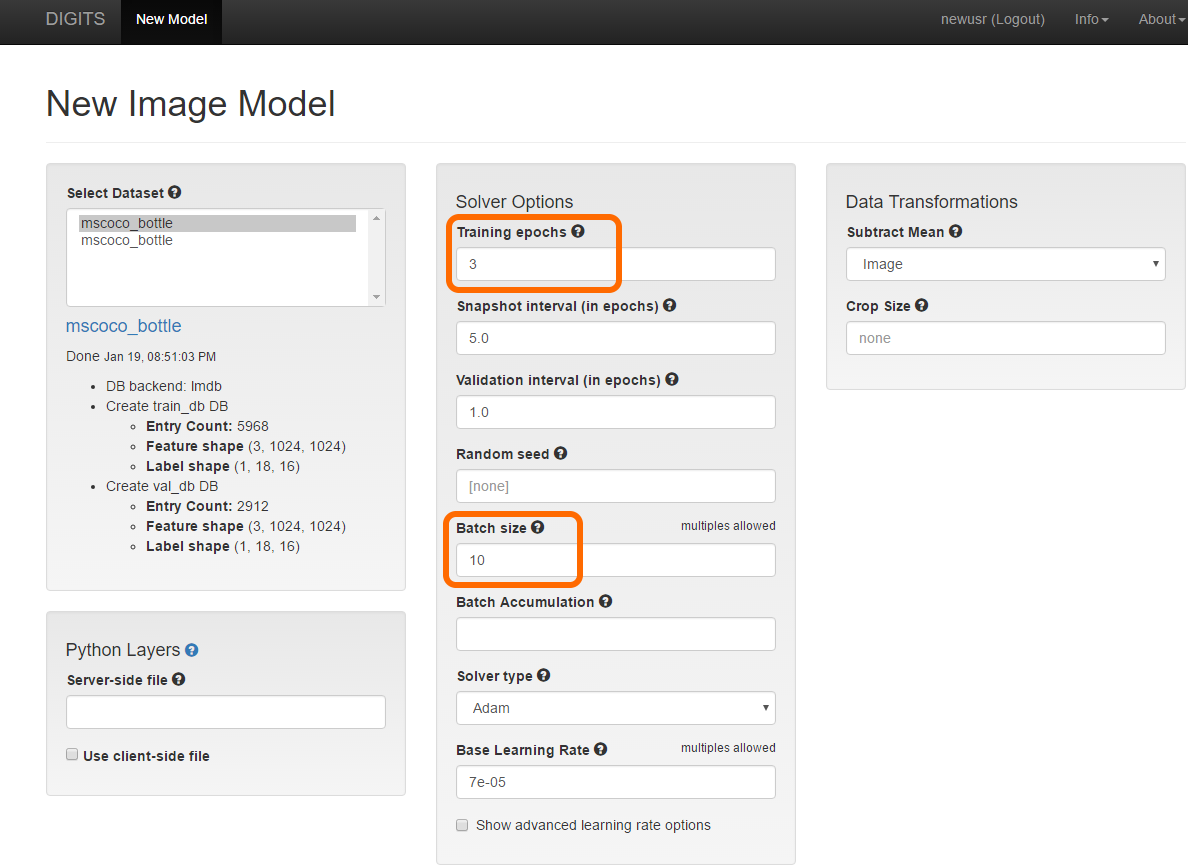 DIGITS New Model newusr (Logout) Info About
New Image Model
Select Dataset
mscoco_bottle
mscoco_bottle
mscoco_bottle
Done Jan 19, 08:51:03 PM
DB backend: lmdb
Create train_db DB
Entry Count: 5968
Feature shape (3, 1024, 1024)
Label shape (1, 18, 16)
Create val_db DB
Entry Count: 2912
Feature shape (3, 1024, 1024)
Label shape (1, 18, 16)
Python Layers
Server-side file
Use client-side file
Solver Options
Training epochs
3
Snapshot interval (in epochs)
5.0
Validation interval (in epochs)
1.0
Random seed
[none]
Batch size multiples allowed
10
Batch Accumulation
Solver type
Adam
Base Learning Rate multiples allowed
7e-05
Show advanced learning rate options
Data Transformations
Subtract Mean
Image
Crop Size
none